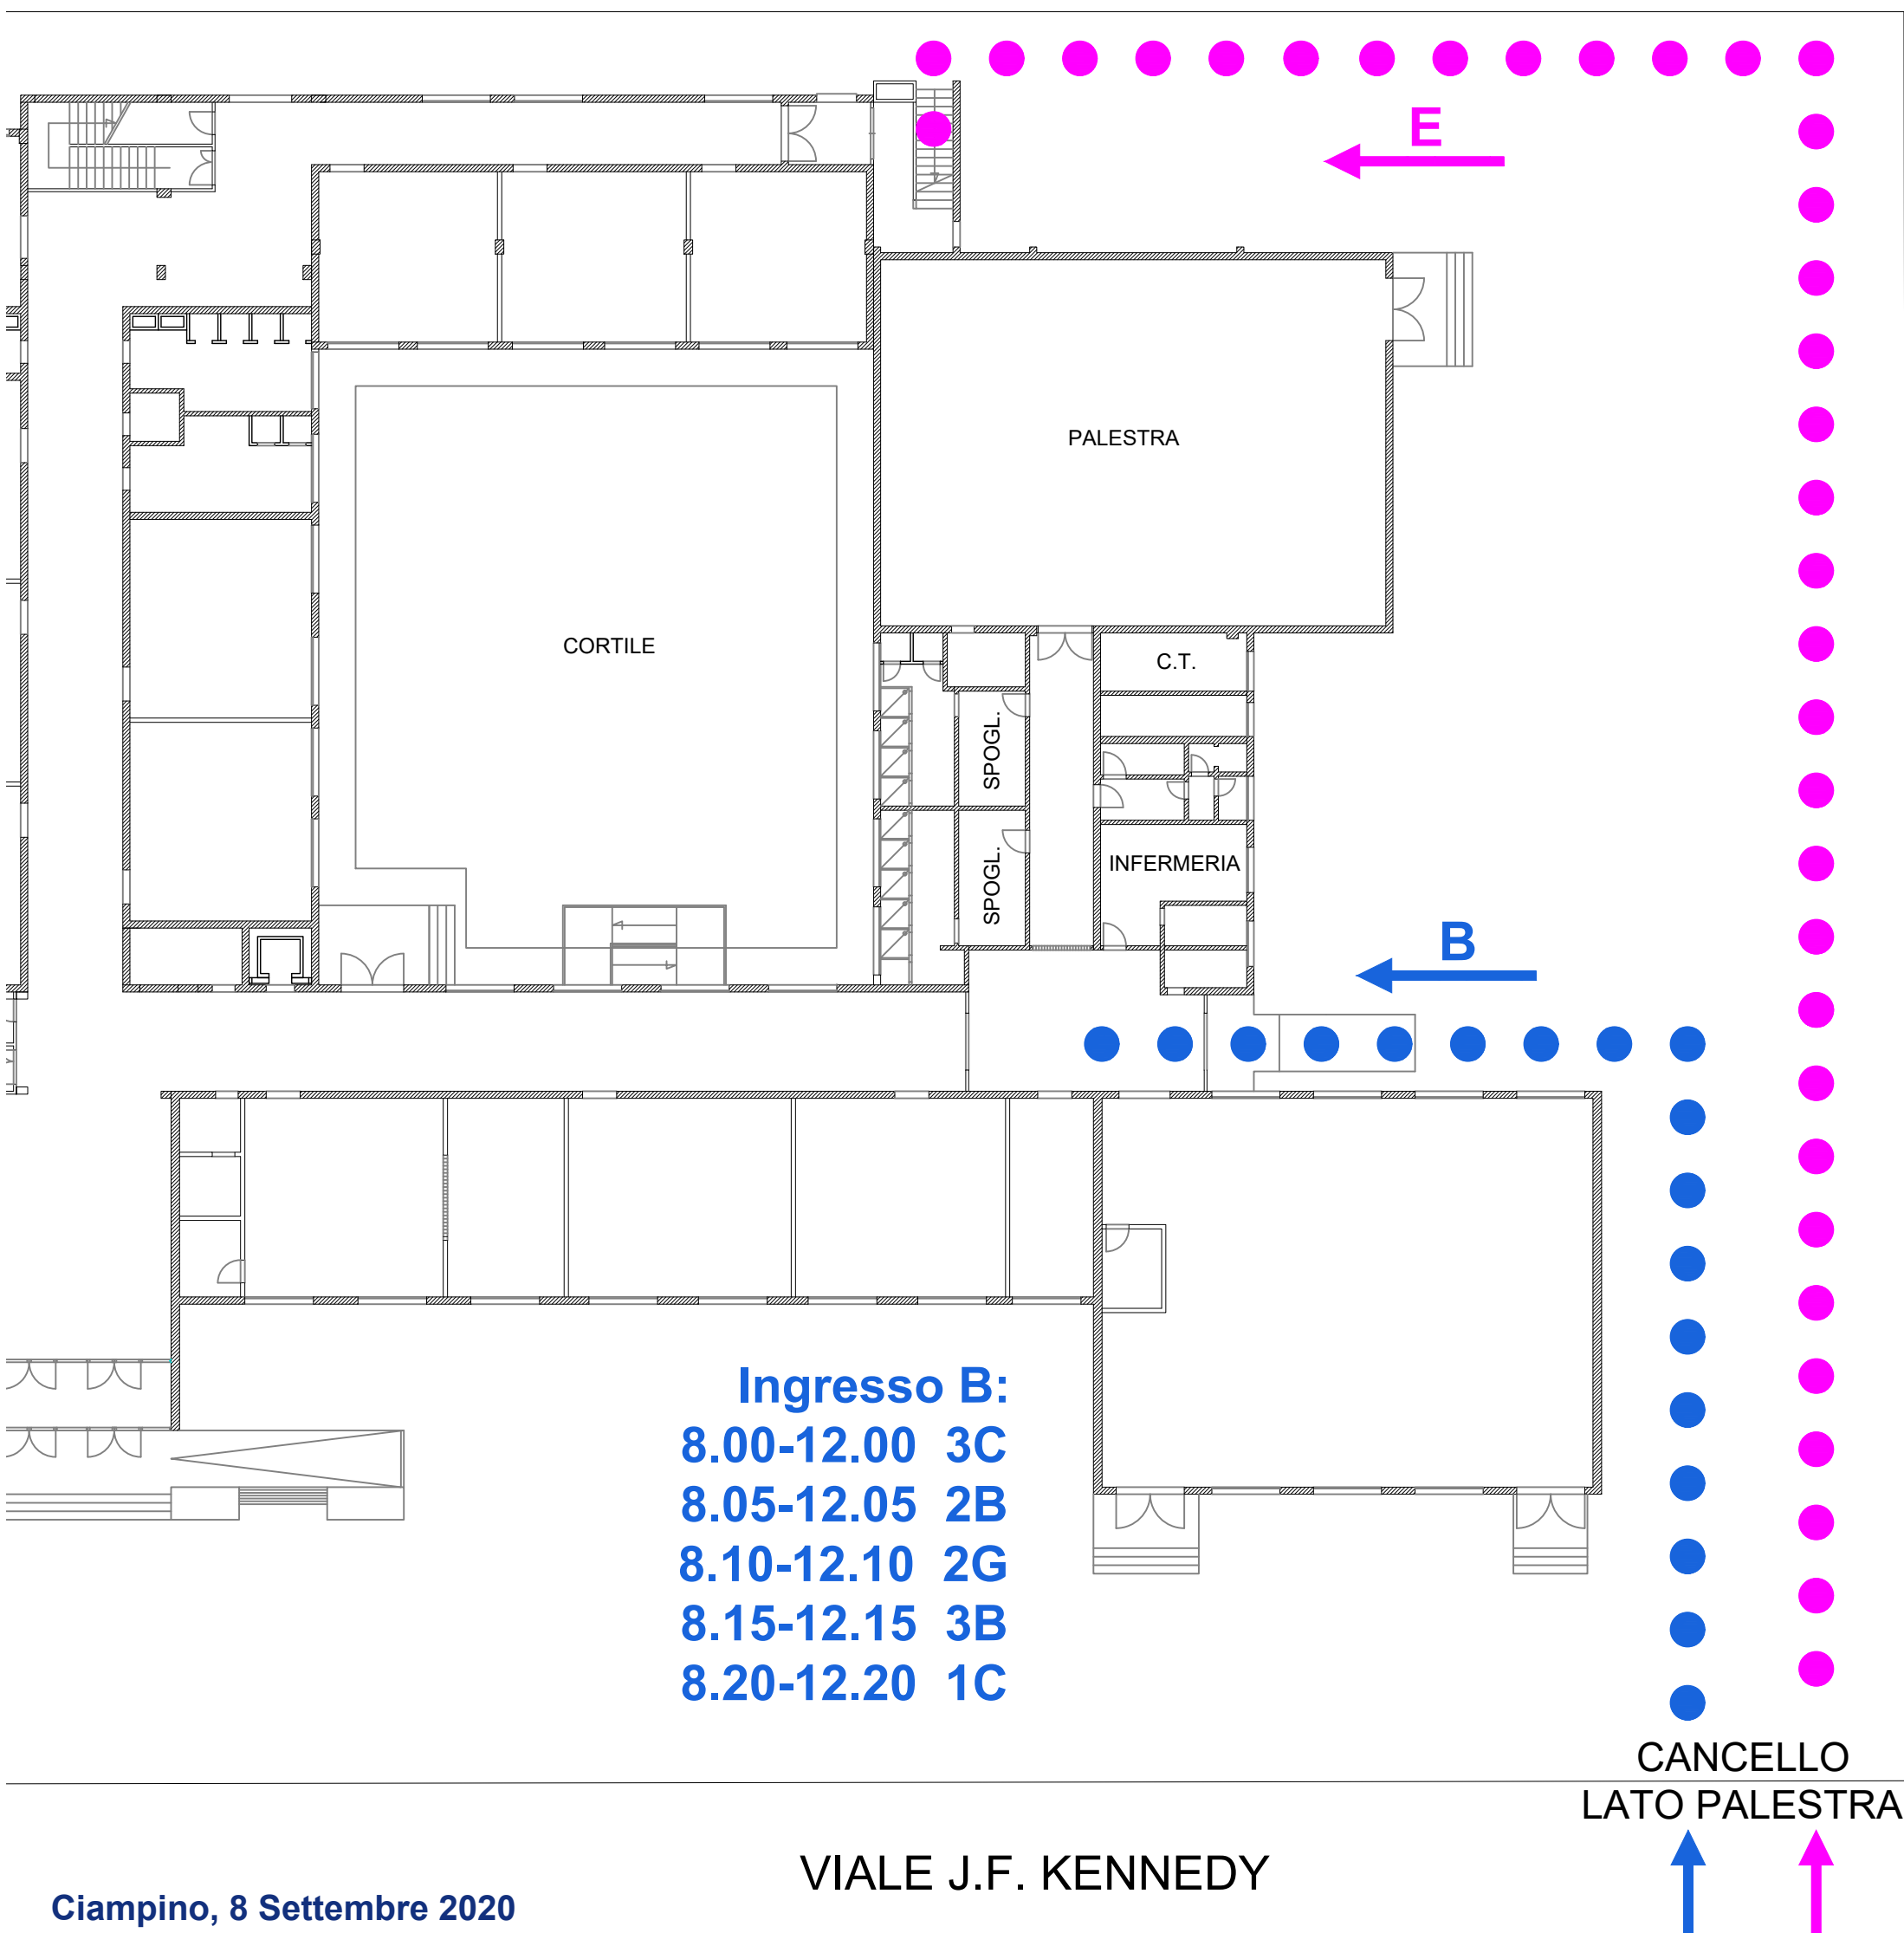 E
PALESTRA
CORTILE
C.T.
SPOGL.
SPOGL.
INFERMERIA
B
Ingresso B:
8.00-12.00 3C
8.05-12.05 2B
8.10-12.10 2G
8.15-12.15 3B
8.20-12.20 1C
CANCELLO
LATO PALESTRA
VIALE J.F. KENNEDY
Ciampino, 8 Settembre 2020